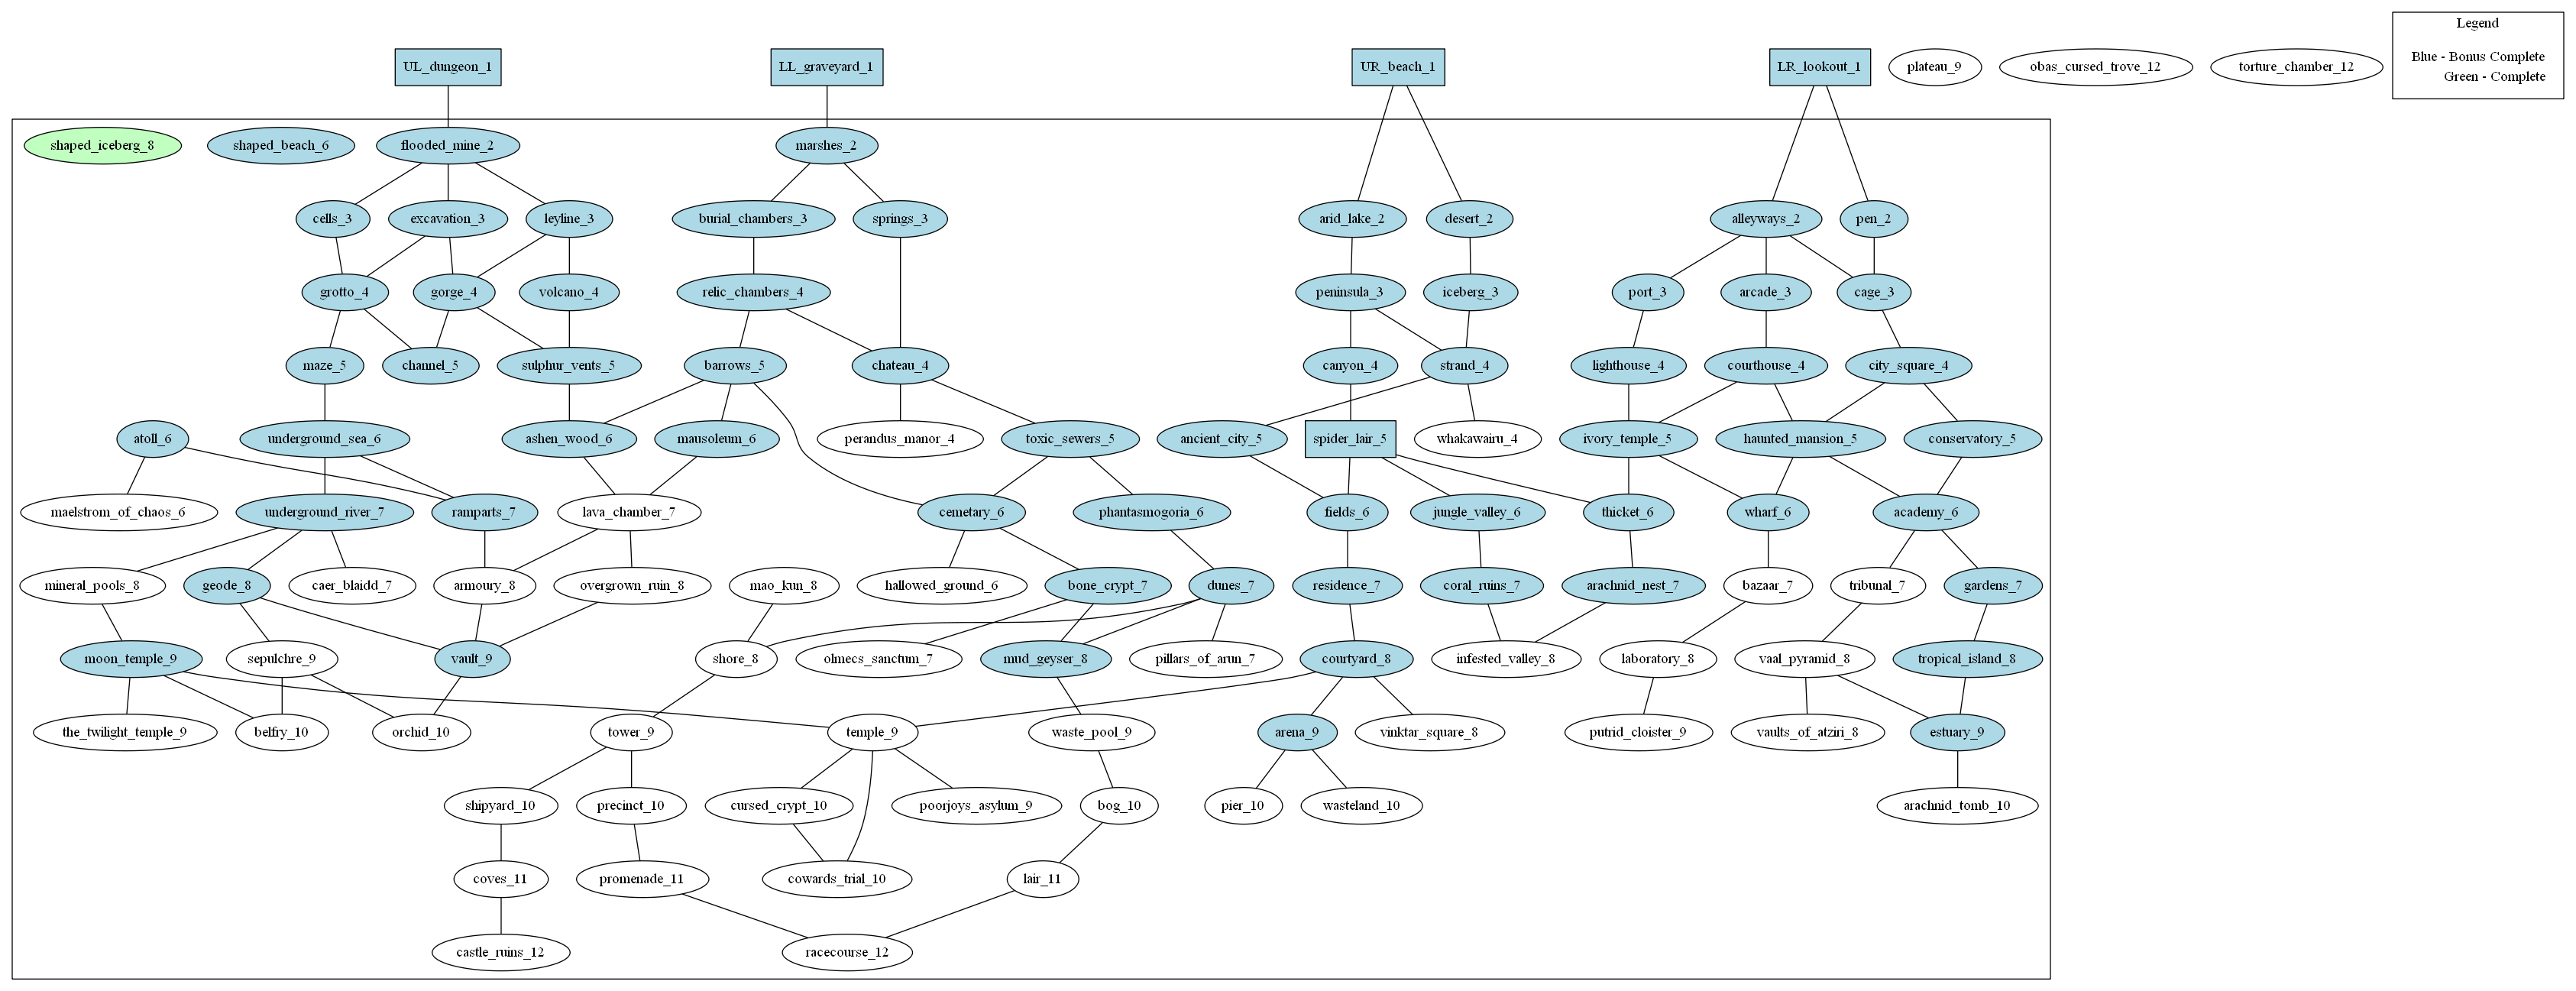 Legend
UL_dungeon_1
LL_graveyard_1
UR_beach_1
LR_lookout_1
plateau_9
obas_cursed_trove_12
torture_chamber_12
Blue - Bonus Complete
Green - Complete
shaped_iceberg_8
shaped_beach_6
flooded_mine_2
marshes_2
cells_3
excavation_3
leyline_3
burial_chambers_3
springs_3
arid_lake_2
desert_2
alleyways_2
pen_2
grotto_4
gorge_4
volcano_4
relic_chambers_4
peninsula_3
iceberg_3
port_3
arcade_3
cage_3
maze_5
channel_5
sulphur_vents_5
barrows_5
chateau_4
canyon_4
strand_4
lighthouse_4
courthouse_4
city_square_4
atoll_6
underground_sea_6
ashen_wood_6
mausoleum_6
perandus_manor_4
toxic_sewers_5
ancient_city_5
spider_lair_5
whakawairu_4
ivory_temple_5
haunted_mansion_5
conservatory_5
maelstrom_of_chaos_6
underground_river_7
ramparts_7
lava_chamber_7
cemetary_6
phantasmogoria_6
fields_6
jungle_valley_6
thicket_6
wharf_6
academy_6
mineral_pools_8
geode_8
caer_blaidd_7
armoury_8
overgrown_ruin_8
mao_kun_8
hallowed_ground_6
bone_crypt_7
dunes_7
residence_7
coral_ruins_7
arachnid_nest_7
bazaar_7
tribunal_7
gardens_7
moon_temple_9
sepulchre_9
vault_9
shore_8
olmecs_sanctum_7
mud_geyser_8
pillars_of_arun_7
courtyard_8
infested_valley_8
laboratory_8
vaal_pyramid_8
tropical_island_8
the_twilight_temple_9
belfry_10
orchid_10
tower_9
temple_9
waste_pool_9
arena_9
vinktar_square_8
putrid_cloister_9
vaults_of_atziri_8
estuary_9
shipyard_10
precinct_10
cursed_crypt_10
poorjoys_asylum_9
bog_10
pier_10
wasteland_10
arachnid_tomb_10
coves_11
promenade_11
cowards_trial_10
lair_11
castle_ruins_12
racecourse_12